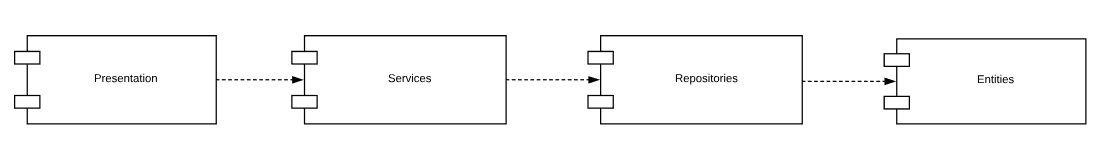 Presentation
Services
Repositories
Entities